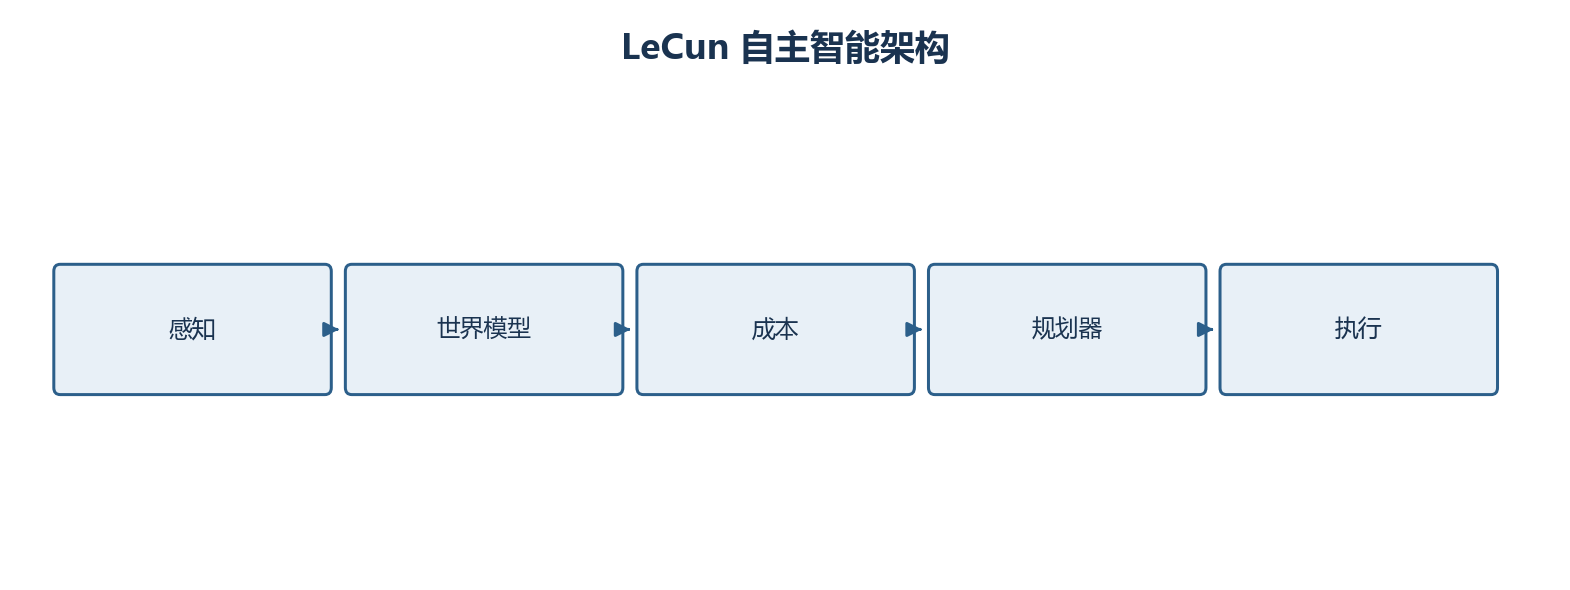 LeCun 自主智能架构
感知
世界模型
成本
规划器
执行